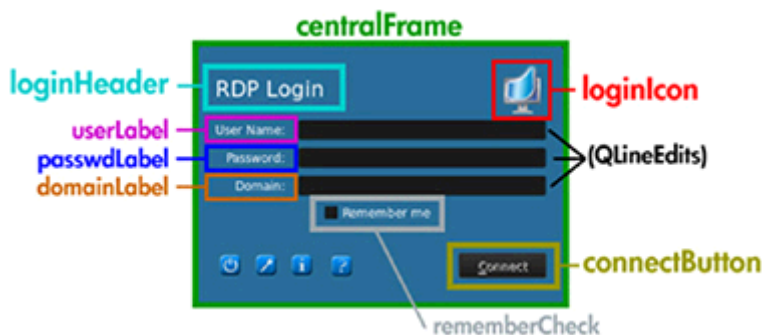 centralFrame
loginHeader
RDP Login
loginIcon
userLabel
User Name:
passwdLabel
Password:
(QLineEdits)
domainLabel
Domain:
Remember me
Connect
connectButton
rememberCheck